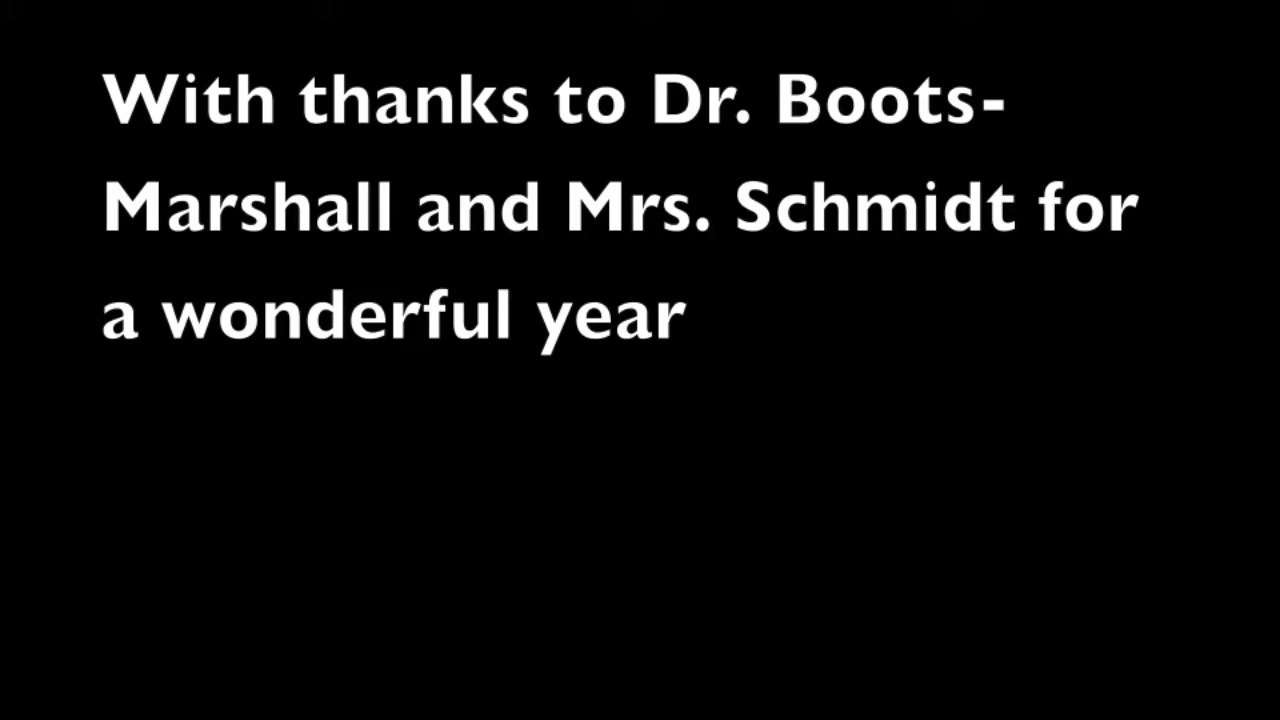 With thanks to Dr. Boots-
Marshall and Mrs. Schmidt for
a wonderful year